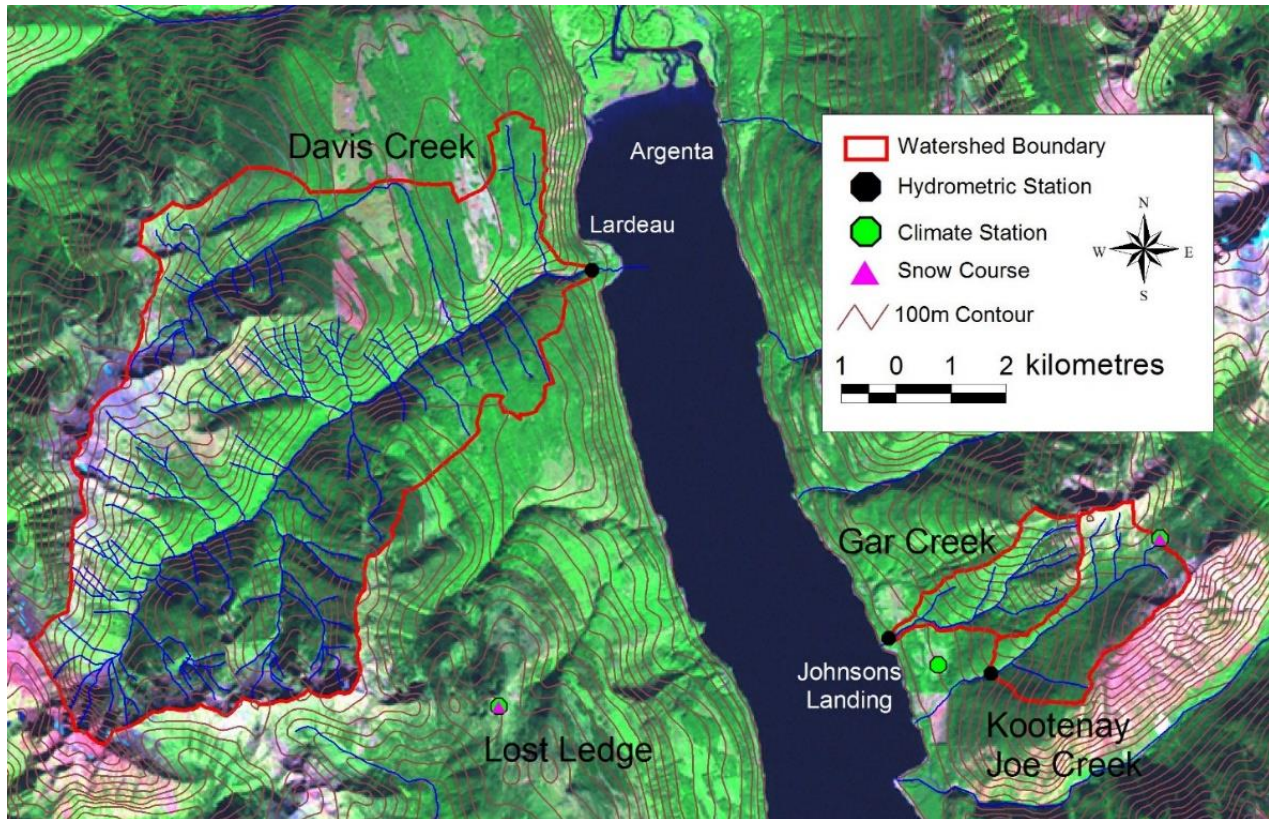 Davis Creek
Argenta
Lardeau
Watershed Boundary
Hydrometric Station
Climate Station
Snow Course
100m Contour
N
W
E
S
1 0 1 2 kilometres
Gar Creek
Johnsons
Landing
Kootenay
Joe Creek
Lost Ledge